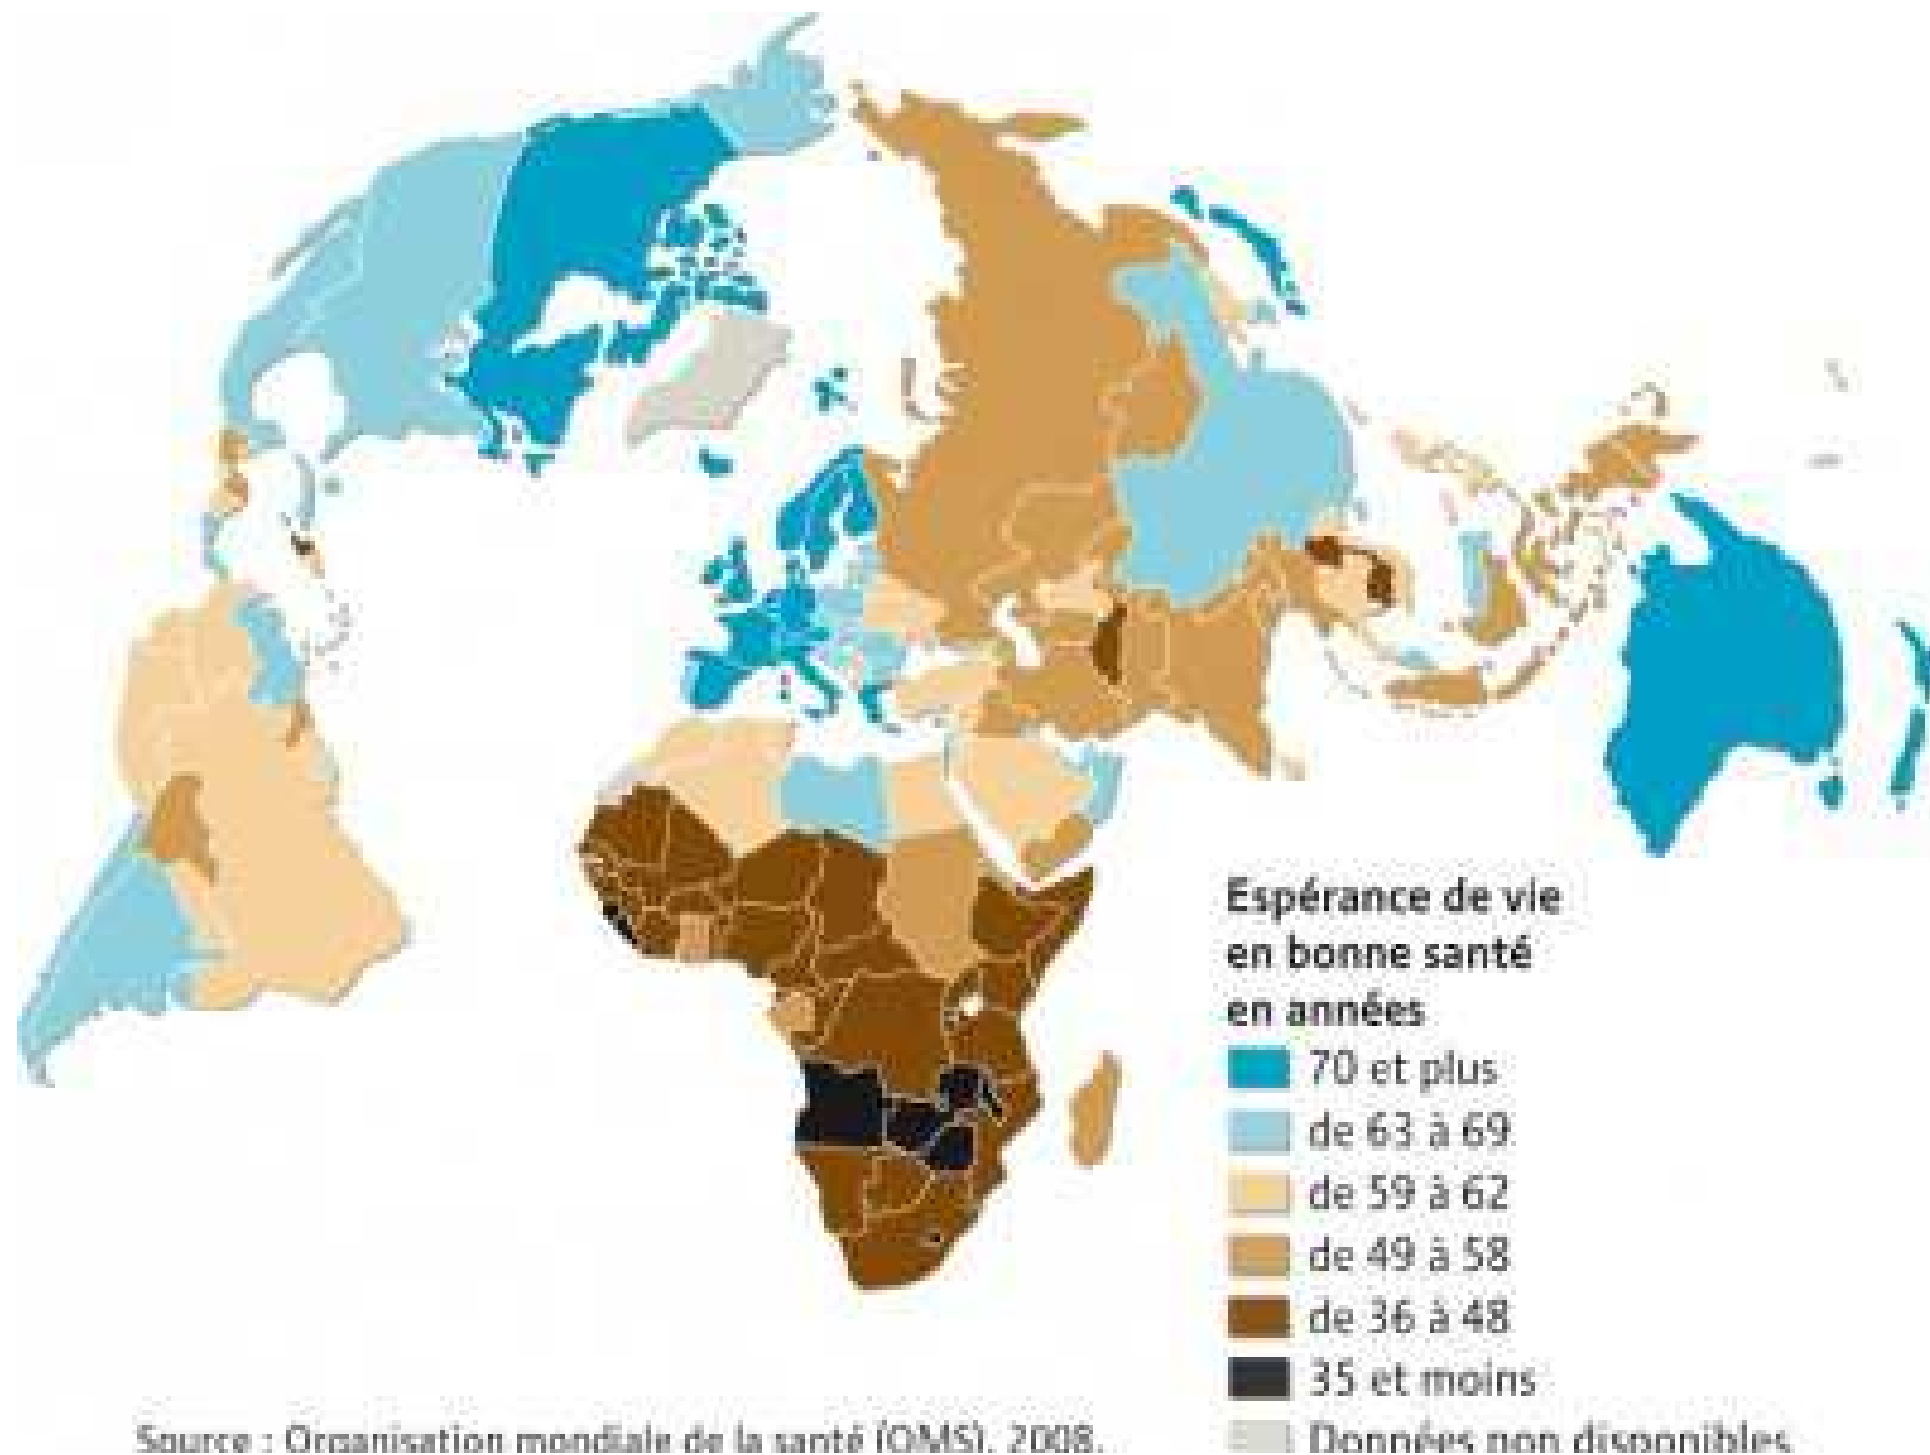 Espérance de vie
en bonne santé
en années
70 et plus
de 63 à 69
de 59 à 62
de 49 à 58
de 36 à 48
35 et moins
Données non disponibles
Source : Organisation mondiale de la santé (OMS), 2008.